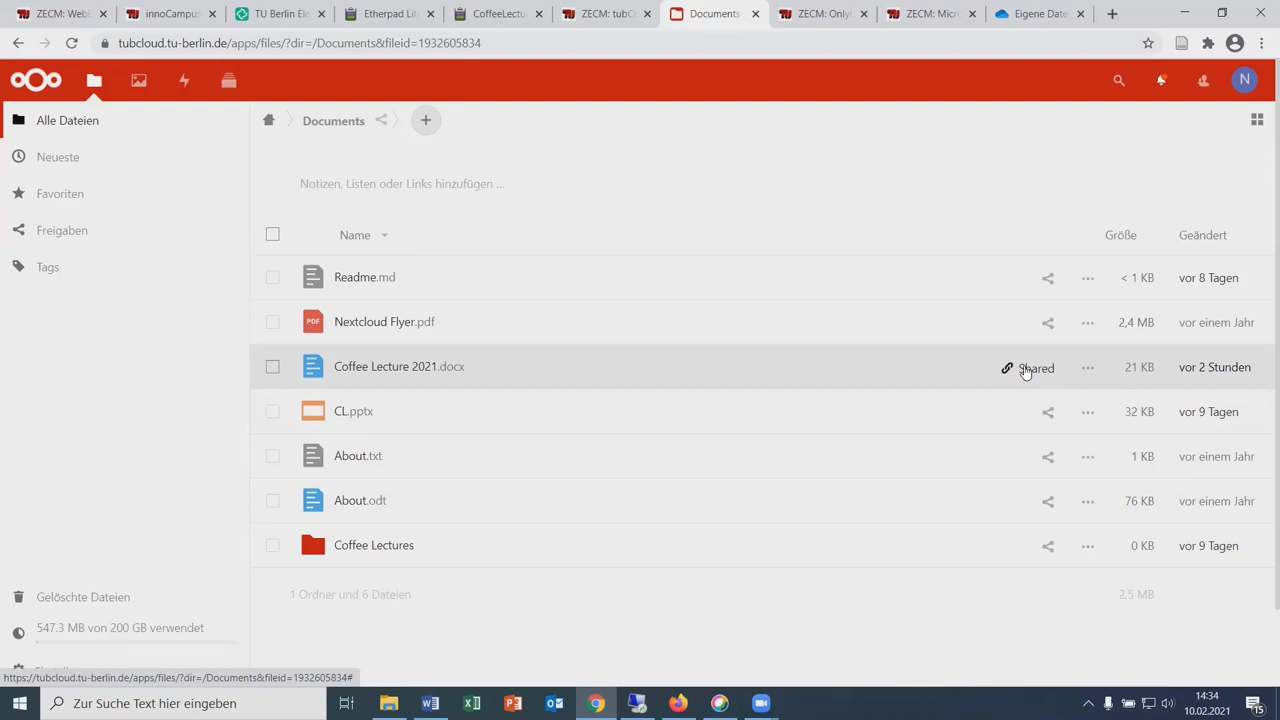 ZECM: Web
innoCampus
TU Berlin Ele
Etherpad Lit
CoffeeLectu
ZECM: tubC
Documents
ZECM: Onlyl
ZECM: Micr
Eigene Date
tubcloud.tu-berlin.de/apps/files/?dir=/Documents&fileid=1932605834
N
Alle Dateien
Documents
Neueste
Notizen, Listen oder Links hinzufügen ...
Favoriten
Freigaben
Name
Größe
Geändert
Tags
Readme.md
< 1 KB
vor 8 Tagen
PDF
Nextcloud Flyer.pdf
2,4 MB
vor einem Jahr
Coffee Lecture 2021.docx
Shared
21 KB
vor 2 Stunden
CL.pptx
32 KB
vor 9 Tagen
About.txt
1 KB
vor einem Jahr
About.odt
76 KB
vor einem Jahr
Coffee Lectures
0 KB
vor 9 Tagen
Gelöschte Dateien
1 Ordner und 6 Dateien
2,5 MB
547.3 MB von 200 GB verwendet
https://tubcloud.tu-berlin.de/apps/files/?dir=/Documents&fileid=1932605834#
Zur Suche Text hier eingeben
14:34
10.02.2021
15